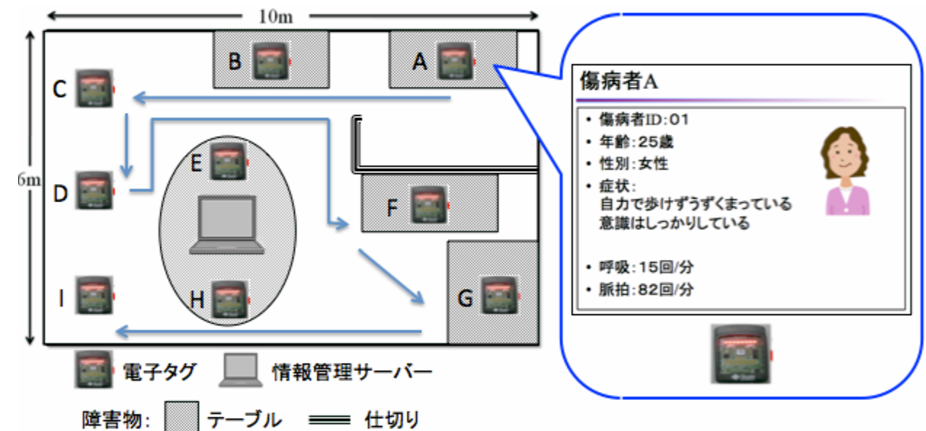 10m
6m
B
A
C
E
D
F
I
H
G
電子タグ
情報管理サーバー
障害物:
テーブル
仕切り
傷病者A
• 傷病者ID:01
• 年齢:25歳
• 性別:女性
• 症状:
自力で歩けずうずくまっている
意識はしっかりしている
• 呼吸:15回/分
• 脈拍:82回/分